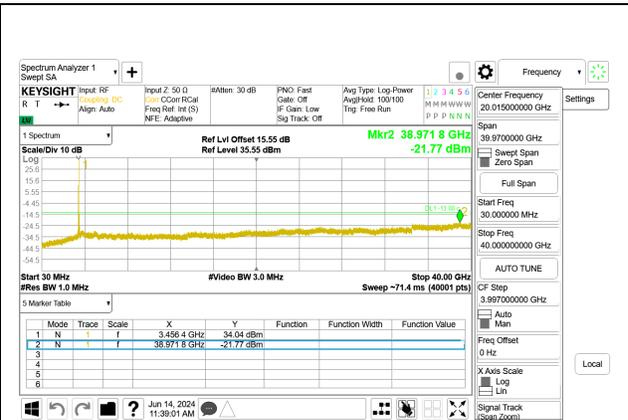 Spectrum Analyzer 1
Swept SA
Frequency
Settings
KEYSIGHT
R T
LXI
Input: RF
Coupling: DC
Align: Auto
Input Z: 50 Ω
Corr CCorr RCal
Freq Ref: Int (S)
NFE: Adaptive
#Atten: 30 dB
PNO: Fast
Gate: Off
IF Gain: Low
Sig Track: Off
Avg Type: Log-Power
Avg|Hold: 100/100
Trig: Free Run
1 2 3 4 5 6
M M M W W W
P P P N N N
1 Spectrum
Scale/Div 10 dB
Log
Ref Lvl Offset 15.55 dB
Ref Level 35.55 dBm
Mkr2 38.971 8 GHz
-21.77 dBm
25.6
15.6
5.55
-4.45
-14.5
-24.5
-34.5
-44.5
-54.5
1
2
Start 30 MHz
#Res BW 1.0 MHz
#Video BW 3.0 MHz
Stop 40.00 GHz
Sweep ~71.4 ms (40001 pts)
5 Marker Table
Mode Trace Scale X Y Function Function Width Function Value
1 N 1 f 3.456 4 GHz 34.04 dBm
2 N 1 f 38.971 8 GHz -21.77 dBm
3
4
5
6
Jun 14, 2024
11:39:01 AM
Center Frequency
20.015000000 GHz
Span
39.9700000 GHz
Swept Span
Zero Span
Full Span
Start Freq
30.000000 MHz
Stop Freq
40.000000000 GHz
AUTO TUNE
CF Step
3.997000000 GHz
Auto
Man
Freq Offset
0 Hz
X Axis Scale
Log
Lin
Signal Track
(Span Zoom)
Local